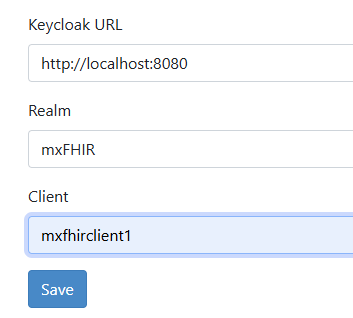 Keycloak URL
http://localhost:8080
Realm
mxFHIR
Client
mxfhirclient1
Save